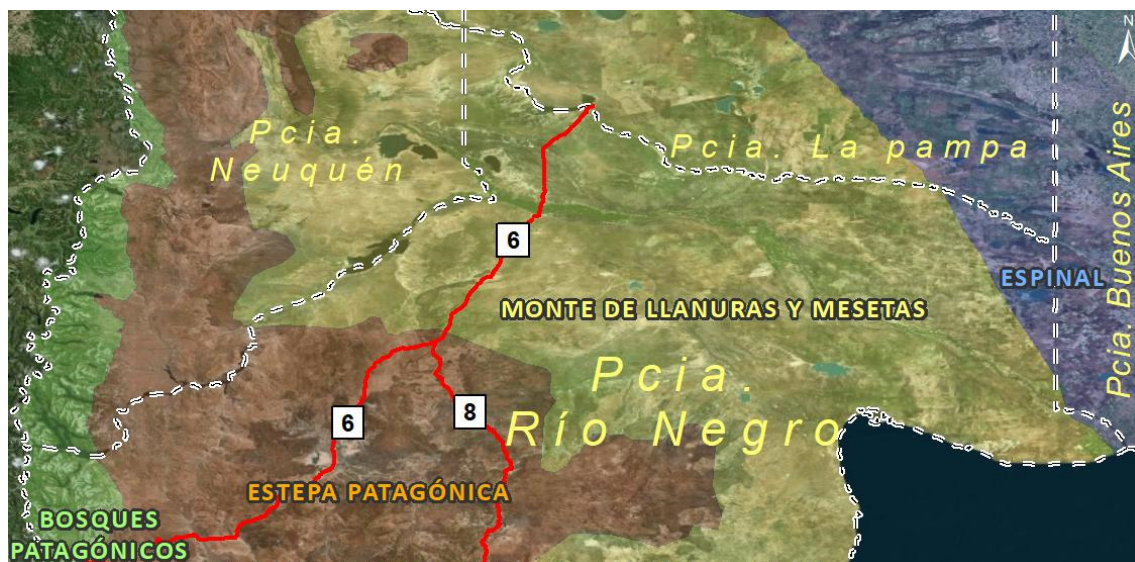 N
Pcia.
Neuquén
Pcia. La pampa
Pcia. Buenos Aires
6
ESPINAL
MONTE DE LLANURAS Y MESETAS
Pcia.
Río Negro
6
8
ESTEPA PATAGÓNICA
BOSQUES
PATAGÓNICOS